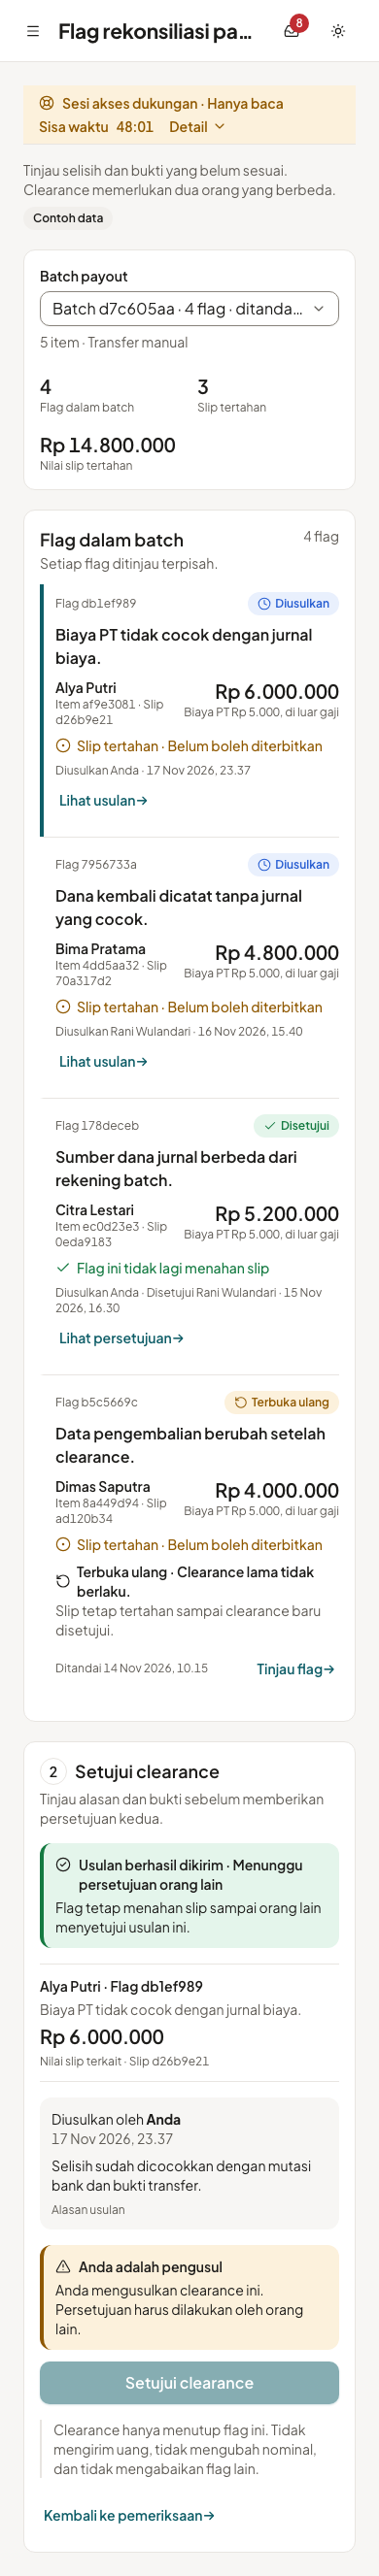 Flag rekonsiliasi pa...
8
Sesi akses dukungan · Hanya baca
Sisa waktu 48:01 Detail
Tinjau selisih dan bukti yang belum sesuai.
Clearance memerlukan dua orang yang berbeda.
Contoh data
Batch payout
Batch d7c605aa · 4 flag · ditanda...
5 item · Transfer manual
4
Flag dalam batch
3
Slip tertahan
Rp 14.800.000
Nilai slip tertahan
Flag dalam batch
4 flag
Setiap flag ditinjau terpisah.
Flag db1ef989
Diusulkan
Biaya PT tidak cocok dengan jurnal
biaya.
Alya Putri
Item af9e3081 · Slip
d26b9e21
Rp 6.000.000
Biaya PT Rp 5.000, di luar gaji
Slip tertahan · Belum boleh diterbitkan
Diusulkan Anda · 17 Nov 2026, 23.37
Lihat usulan→
Flag 7956733a
Diusulkan
Dana kembali dicatat tanpa jurnal
yang cocok.
Bima Pratama
Item 4dd5aa32 · Slip
70a317d2
Rp 4.800.000
Biaya PT Rp 5.000, di luar gaji
Slip tertahan · Belum boleh diterbitkan
Diusulkan Rani Wulandari · 16 Nov 2026, 15.40
Lihat usulan→
Flag 178deceb
Disetujui
Sumber dana jurnal berbeda dari
rekening batch.
Citra Lestari
Item ec0d23e3 · Slip
0eda9183
Rp 5.200.000
Biaya PT Rp 5.000, di luar gaji
Flag ini tidak lagi menahan slip
Diusulkan Anda · Disetujui Rani Wulandari · 15 Nov
2026, 16.30
Lihat persetujuan→
Flag b5c5669c
Terbuka ulang
Data pengembalian berubah setelah
clearance.
Dimas Saputra
Item 8a449d94 · Slip
ad120b34
Rp 4.000.000
Biaya PT Rp 5.000, di luar gaji
Slip tertahan · Belum boleh diterbitkan
Terbuka ulang · Clearance lama tidak
berlaku.
Slip tetap tertahan sampai clearance baru
disetujui.
Ditandai 14 Nov 2026, 10.15
Tinjau flag→
2
Setujui clearance
Tinjau alasan dan bukti sebelum memberikan
persetujuan kedua.
Usulan berhasil dikirim · Menunggu
persetujuan orang lain
Flag tetap menahan slip sampai orang lain
menyetujui usulan ini.
Alya Putri · Flag db1ef989
Biaya PT tidak cocok dengan jurnal biaya.
Rp 6.000.000
Nilai slip terkait · Slip d26b9e21
Diusulkan oleh Anda
17 Nov 2026, 23.37
Selisih sudah dicocokkan dengan mutasi
bank dan bukti transfer.
Alasan usulan
Anda adalah pengusul
Anda mengusulkan clearance ini.
Persetujuan harus dilakukan oleh orang
lain.
Setujui clearance
Clearance hanya menutup flag ini. Tidak
mengirim uang, tidak mengubah nominal,
dan tidak mengabaikan flag lain.
Kembali ke pemeriksaan→